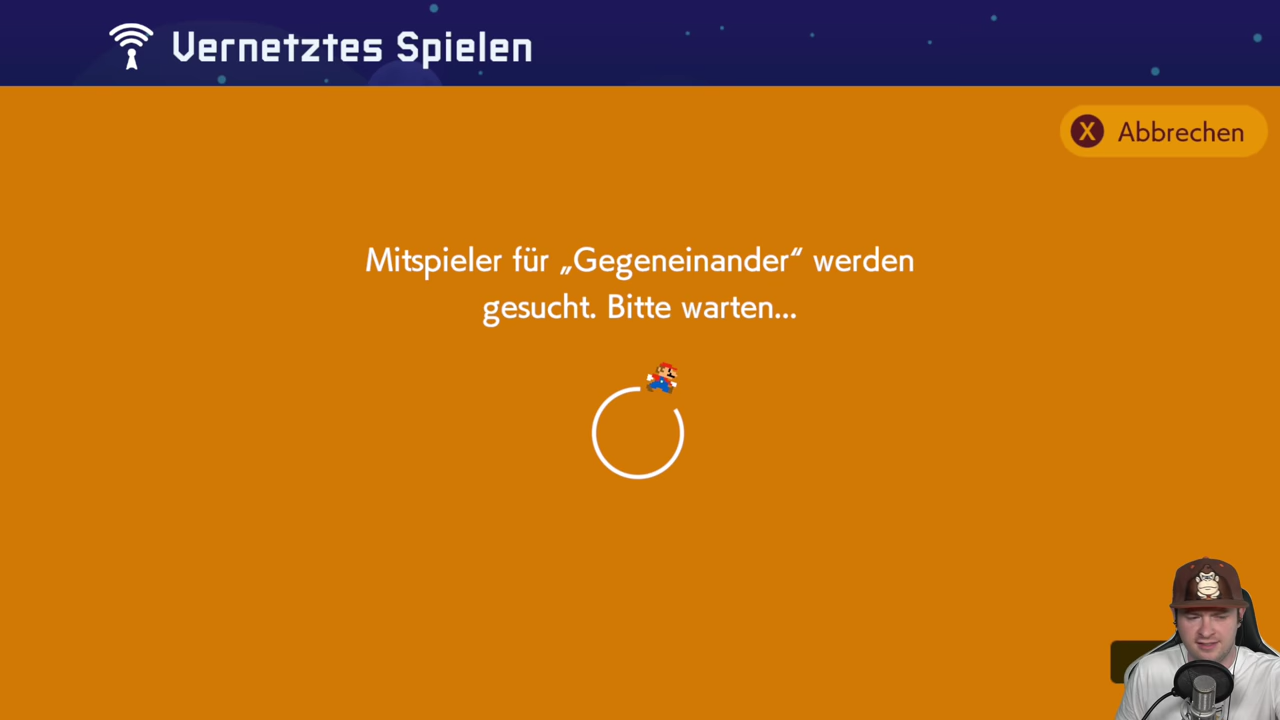 Vernetztes Spielen
X Abbrechen
Mitspieler für „Gegeneinander“ werden
gesucht. Bitte warten...